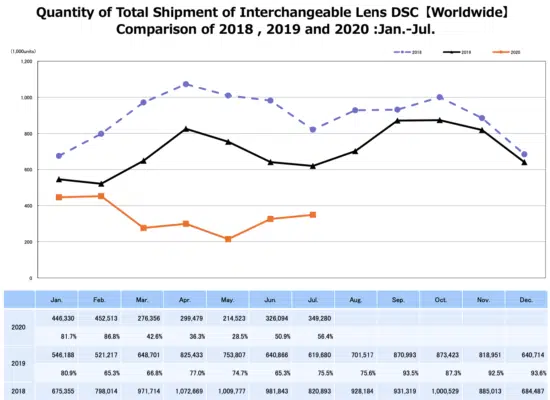 Quantity of Total Shipment of Interchangeable Lens DSC【Worldwide】
Comparison of 2018 , 2019 and 2020 :Jan.-Jul.
(1,000units)
2018 2019 2020
1,200
1,000
800
600
400
200
0
Jan. Feb. Mar. Apr. May. Jun. Jul. Aug. Sep. Oct. Nov. Dec.
2020 446,330 452,513 276,356 299,479 214,523 326,094 349,280
81.7% 86.8% 42.6% 36.3% 28.5% 50.9% 56.4%
2019 546,188 521,217 648,701 825,433 753,807 640,866 619,680 701,517 870,993 873,423 818,951 640,714
80.9% 65.3% 66.8% 77.0% 74.7% 65.3% 75.5% 75.6% 93.5% 87.3% 92.5% 93.6%
2018 675,355 798,014 971,714 1,072,669 1,009,777 981,843 820,893 928,184 931,319 1,000,529 885,013 684,487